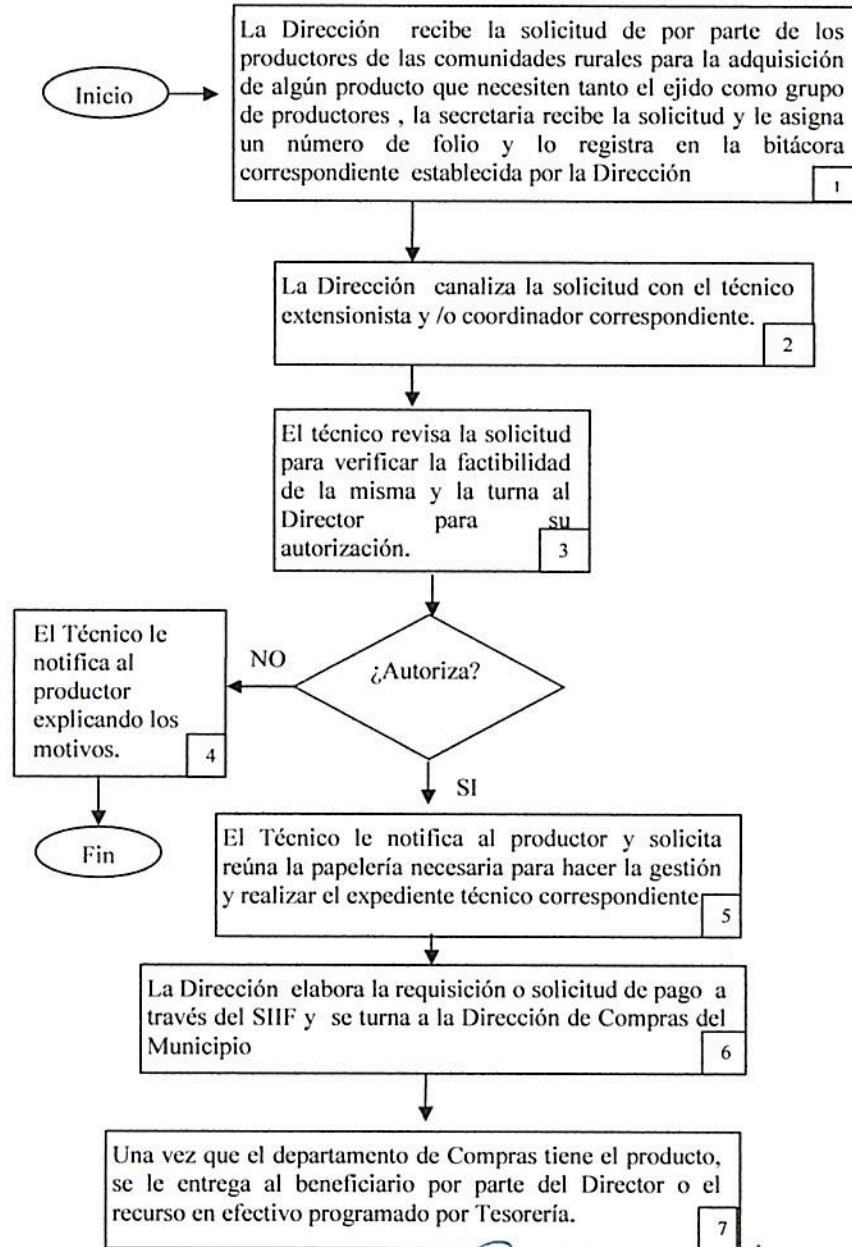 Inicio
La Dirección recibe la solicitud de por parte de los
productores de las comunidades rurales para la adquisición
de algún producto que necesiten tanto el ejido como grupo
de productores , la secretaria recibe la solicitud y le asigna
un número de folio y lo registra en la bitácora
correspondiente establecida por la Dirección
1
La Dirección canaliza la solicitud con el técnico
extensionista y /o coordinador correspondiente.
2
El técnico revisa la solicitud
para verificar la factibilidad
de la misma y la turna al
Director para su
autorización.
3
¿Autoriza?
NO
El Técnico le
notifica al
productor
explicando los
motivos.
4
Fin
SI
El Técnico le notifica al productor y solicita
reúna la papelería necesaria para hacer la gestión
y realizar el expediente técnico correspondiente
5
La Dirección elabora la requisición o solicitud de pago a
través del SIIF y se turna a la Dirección de Compras del
Municipio
6
Una vez que el departamento de Compras tiene el producto,
se le entrega al beneficiario por parte del Director o el
recurso en efectivo programado por Tesorería.
7